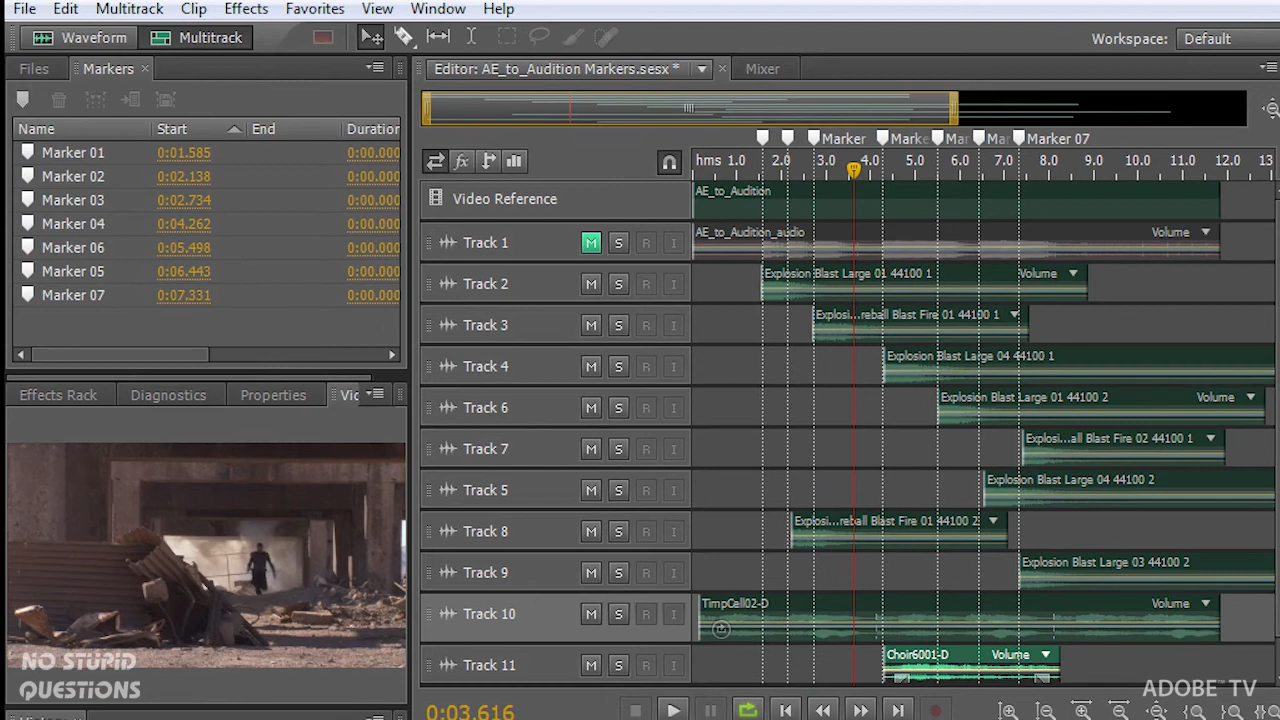 File Edit Multitrack Clip Effects Favorites View Window Help
Waveform Multitrack Workspace: Default
Files Markers × Editor: AE_to_Audition Markers.sesx * × Mixer
Name Start End Duration
Marker 01 0:01.585 0:00.000
Marker 02 0:02.138 0:00.000
Marker 03 0:02.734 0:00.000
Marker 04 0:04.262 0:00.000
Marker 06 0:05.498 0:00.000
Marker 05 0:06.443 0:00.000
Marker 07 0:07.331 0:00.000
Effects Rack Diagnostics Properties Vic
NO STUPID
QUESTIONS
Marker Marke Mar Mar Marker 07
fx hms 1.0 2.0 3.0 4.0 5.0 6.0 7.0 8.0 9.0 10.0 11.0 12.0 13
Video Reference AE_to_Audition
Track 1 M S R I AE_to_Audition_audio Volume
Track 2 M S R I Explosion Blast Large 01 44100 1 Volume
Track 3 M S R I Explosi...reball Blast Fire 01 44100 1
Track 4 M S R I Explosion Blast Large 04 44100 1
Track 6 M S R I Explosion Blast Large 01 44100 2 Volume
Track 7 M S R I Explosi...all Blast Fire 02 44100 1
Track 5 M S R I Explosion Blast Large 04 44100 2
Track 8 M S R I Explosi...reball Blast Fire 01 44100 2
Track 9 M S R I Explosion Blast Large 03 44100 2
Track 10 M S R I TimpCell02-D Volume
Track 11 M S R I Choir6001-D Volume
ADOBE™ TV
0:03.616